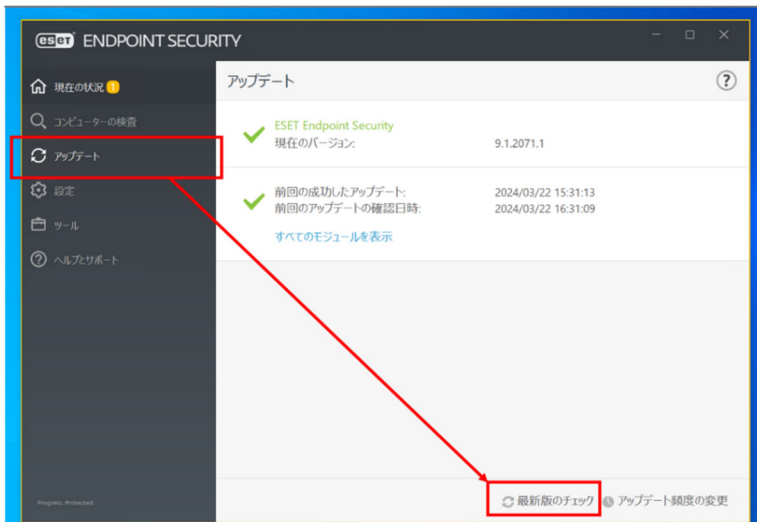 eset ENDPOINT SECURITY
現在の状況 1
コンピューターの検査
アップデート
設定
ツール
ヘルプとサポート
Progress. Protected.
アップデート
?
ESET Endpoint Security
現在のバージョン: 9.1.2071.1
前回の成功したアップデート: 2024/03/22 15:31:13
前回のアップデートの確認日時: 2024/03/22 16:31:09
すべてのモジュールを表示
最新版のチェック アップデート頻度の変更